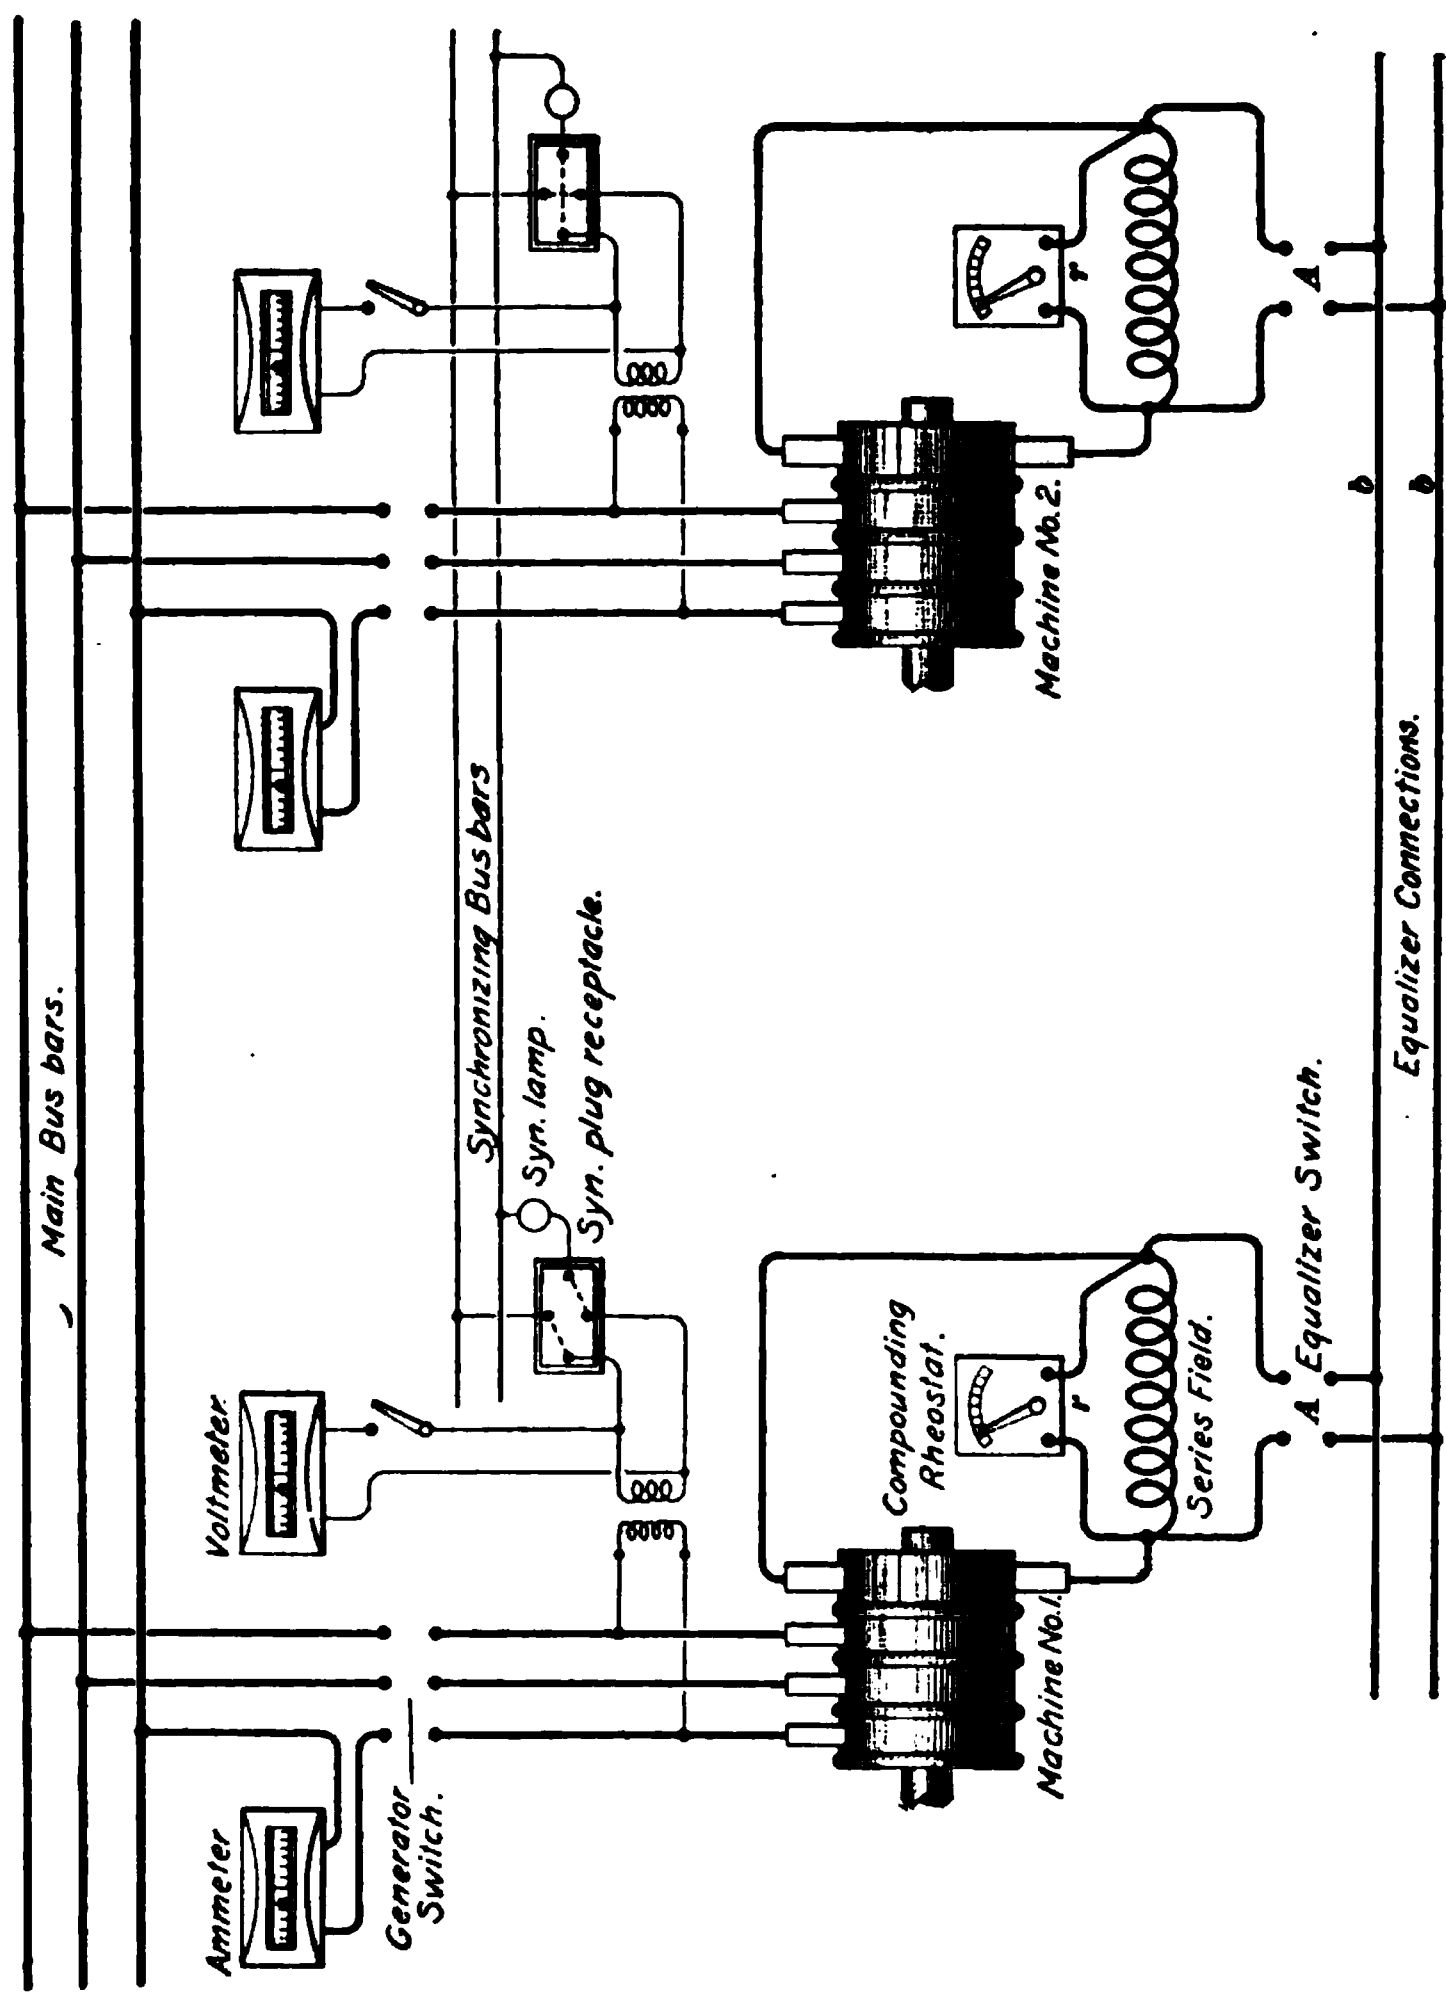 Main Bus bars.
Ammeter
Voltmeter.
Generator
Switch.
Synchronizing Bus bars
Syn. lamp.
Syn. plug receptacle.
Compounding
Rheostat.
r
r
Machine No.1.
Machine No.2.
Series Field.
A
Equalizer Switch.
A
b
b
Equalizer Connections.